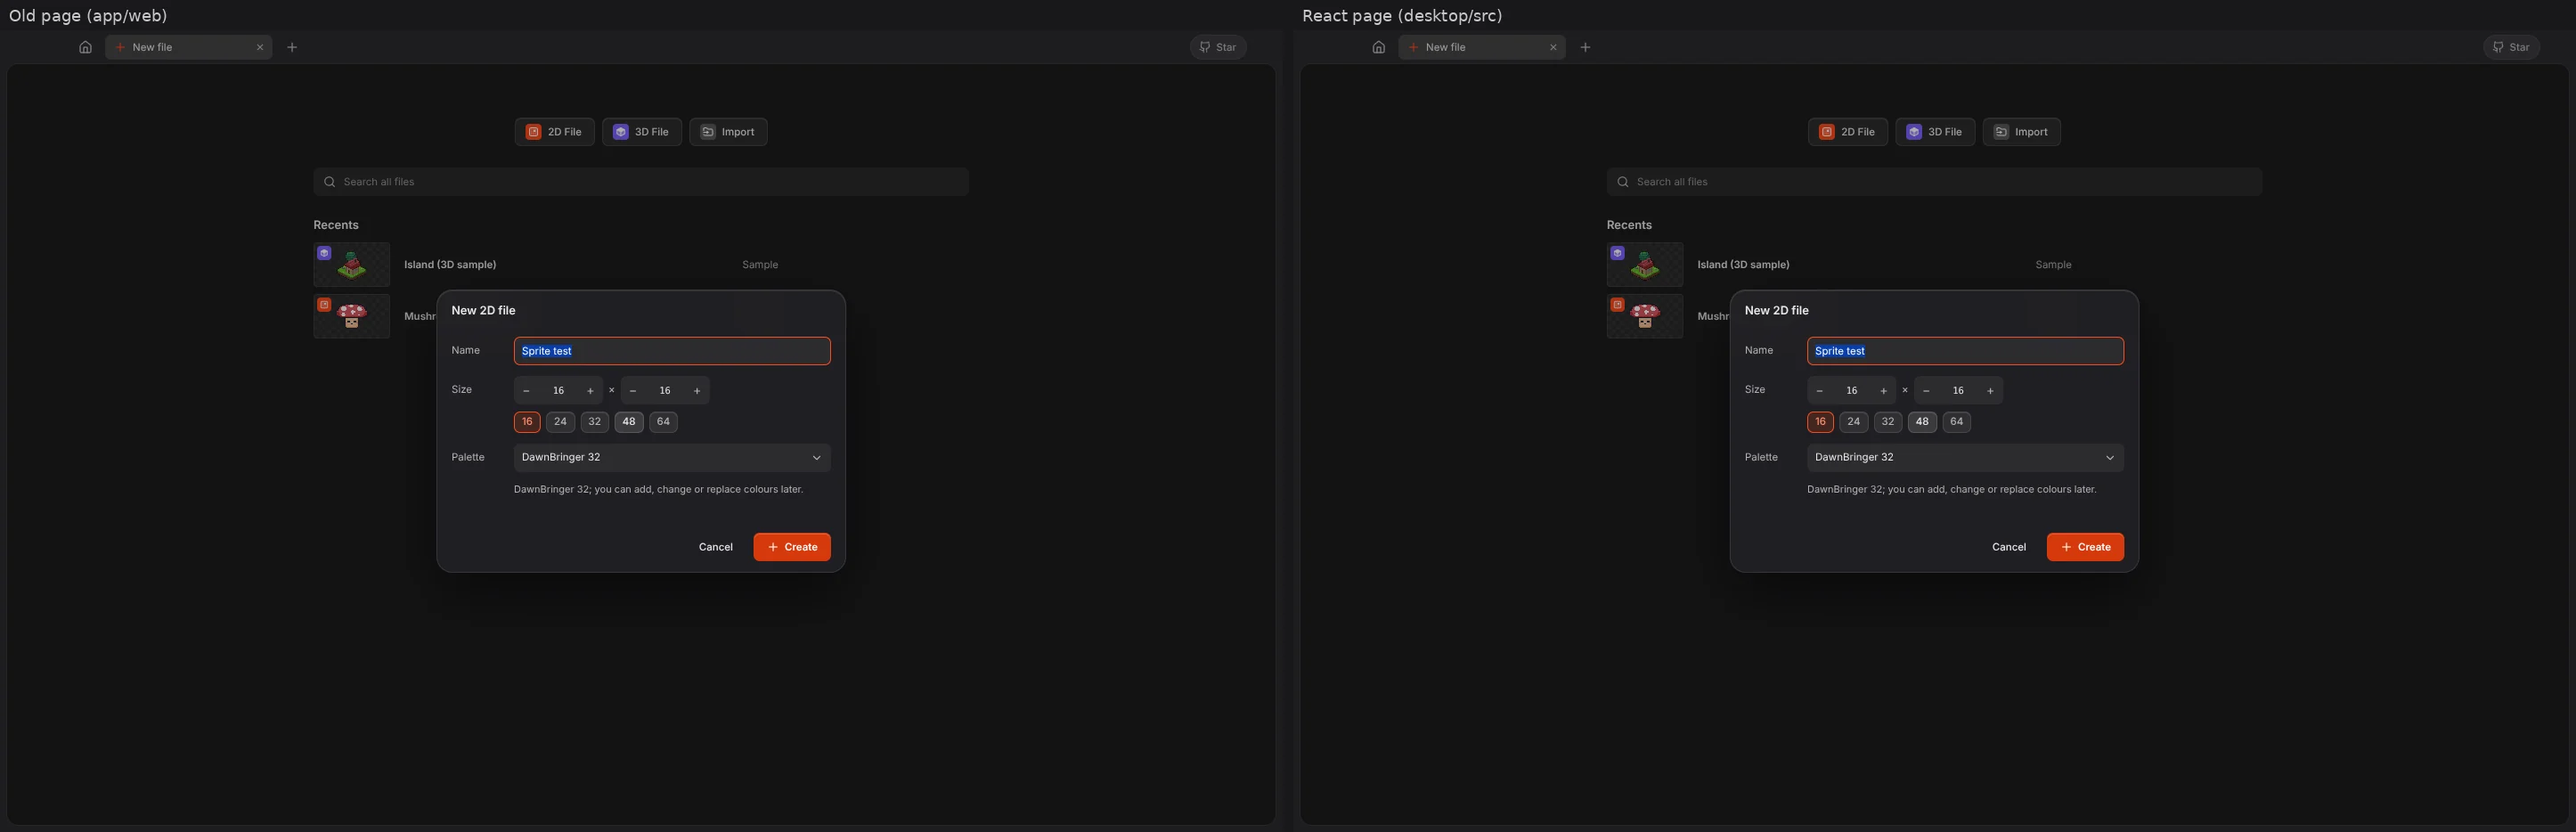 Old page (app/web)
New file
Star
2D File
3D File
Import
Search all files
Recents
Island (3D sample)
Sample
Mushr
New 2D file
Name
Sprite test
Size
− 16 + × − 16 +
16 24 32 48 64
Palette
DawnBringer 32
DawnBringer 32; you can add, change or replace colours later.
Cancel
+ Create
React page (desktop/src)
New file
Star
2D File
3D File
Import
Search all files
Recents
Island (3D sample)
Sample
Mushr
New 2D file
Name
Sprite test
Size
− 16 + × − 16 +
16 24 32 48 64
Palette
DawnBringer 32
DawnBringer 32; you can add, change or replace colours later.
Cancel
+ Create